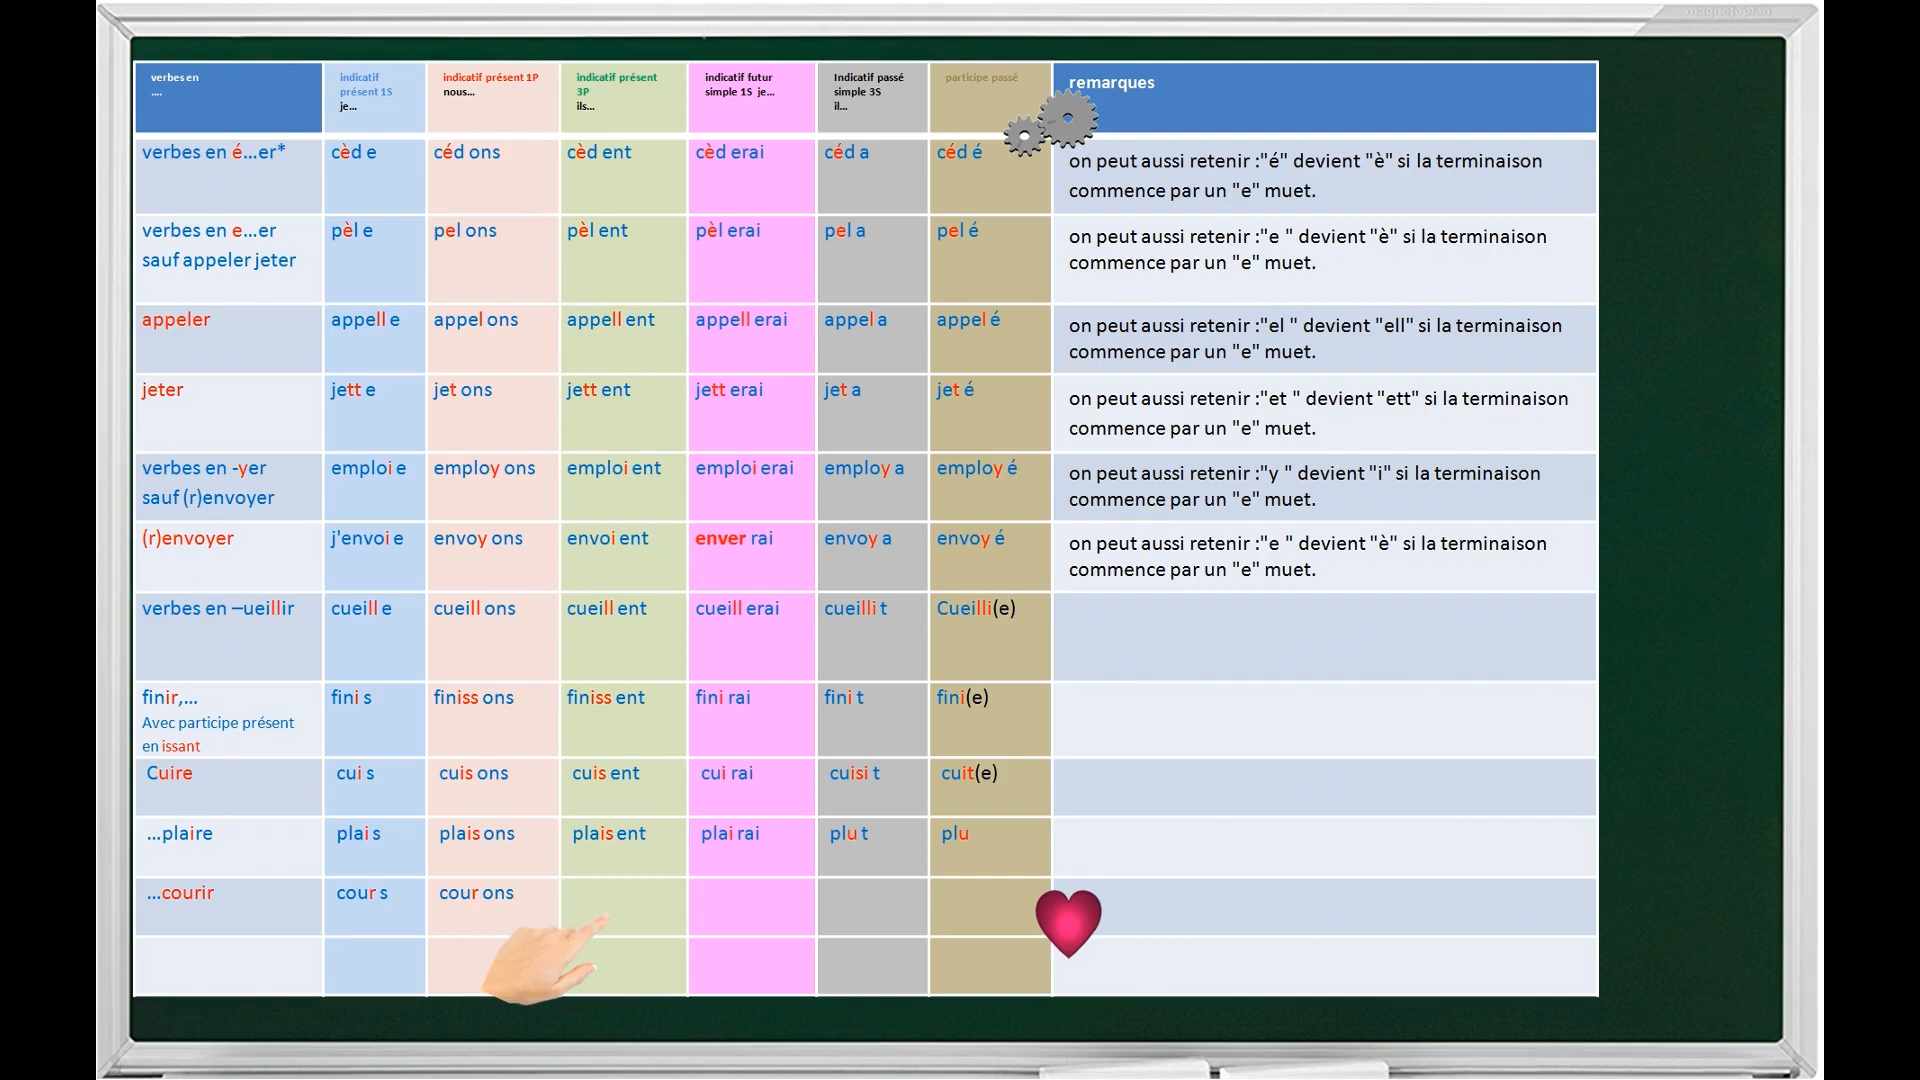 verbes en
....
indicatif
présent 1S
je...
indicatif présent 1P
nous...
indicatif présent
3P
ils...
indicatif futur
simple 1S je...
Indicatif passé
simple 3S
il...
participe passé
remarques
verbes en é...er*
cèd e
céd ons
cèd ent
cèd erai
céd a
céd é
on peut aussi retenir :"é" devient "è" si la terminaison
commence par un "e" muet.
verbes en e...er
sauf appeler jeter
pèl e
pel ons
pèl ent
pèl erai
pel a
pel é
on peut aussi retenir :"e " devient "è" si la terminaison
commence par un "e" muet.
appeler
appell e
appel ons
appell ent
appell erai
appel a
appel é
on peut aussi retenir :"el " devient "ell" si la terminaison
commence par un "e" muet.
jeter
jett e
jet ons
jett ent
jett erai
jet a
jet é
on peut aussi retenir :"et " devient "ett" si la terminaison
commence par un "e" muet.
verbes en -yer
sauf (r)envoyer
emploi e
employ ons
emploi ent
emploi erai
employ a
employ é
on peut aussi retenir :"y " devient "i" si la terminaison
commence par un "e" muet.
(r)envoyer
j'envoi e
envoy ons
envoi ent
enver rai
envoy a
envoy é
on peut aussi retenir :"e " devient "è" si la terminaison
commence par un "e" muet.
verbes en –ueillir
cueill e
cueill ons
cueill ent
cueill erai
cueilli t
Cueilli(e)
finir,...
Avec participe présent
en issant
fini s
finiss ons
finiss ent
fini rai
fini t
fini(e)
Cuire
cui s
cuis ons
cuis ent
cui rai
cuisi t
cuit(e)
...plaire
plai s
plais ons
plais ent
plai rai
plu t
plu
...courir
cour s
cour ons